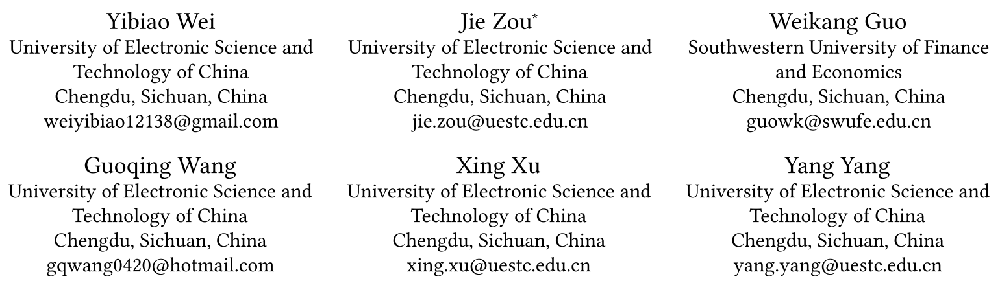 Yibiao Wei
University of Electronic Science and
Technology of China
Chengdu, Sichuan, China
weiyibiao12138@gmail.com
Jie Zou*
University of Electronic Science and
Technology of China
Chengdu, Sichuan, China
jie.zou@uestc.edu.cn
Weikang Guo
Southwestern University of Finance
and Economics
Chengdu, Sichuan, China
guowk@swufe.edu.cn
Guoqing Wang
University of Electronic Science and
Technology of China
Chengdu, Sichuan, China
gqwang0420@hotmail.com
Xing Xu
University of Electronic Science and
Technology of China
Chengdu, Sichuan, China
xing.xu@uestc.edu.cn
Yang Yang
University of Electronic Science and
Technology of China
Chengdu, Sichuan, China
yang.yang@uestc.edu.cn